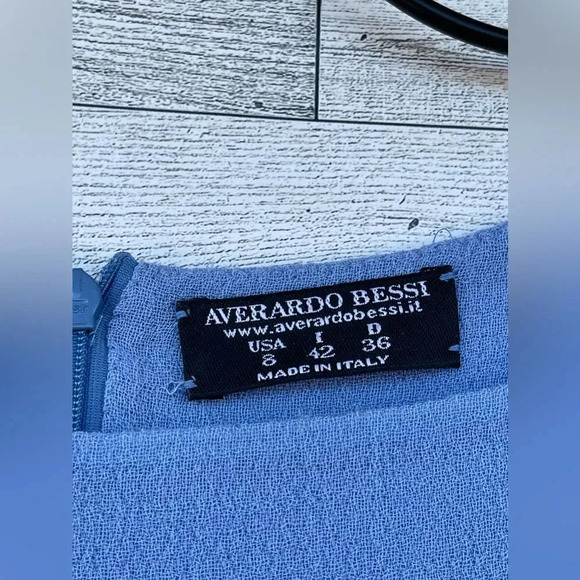 AVERARDO BESSI
www.averardobessi.it
USA I D
8 42 36
MADE IN ITALY